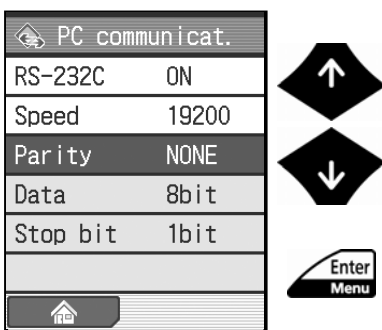 PC communicat.
RS-232C ON
Speed 19200
Parity NONE
Data 8bit
Stop bit 1bit
Enter
Menu